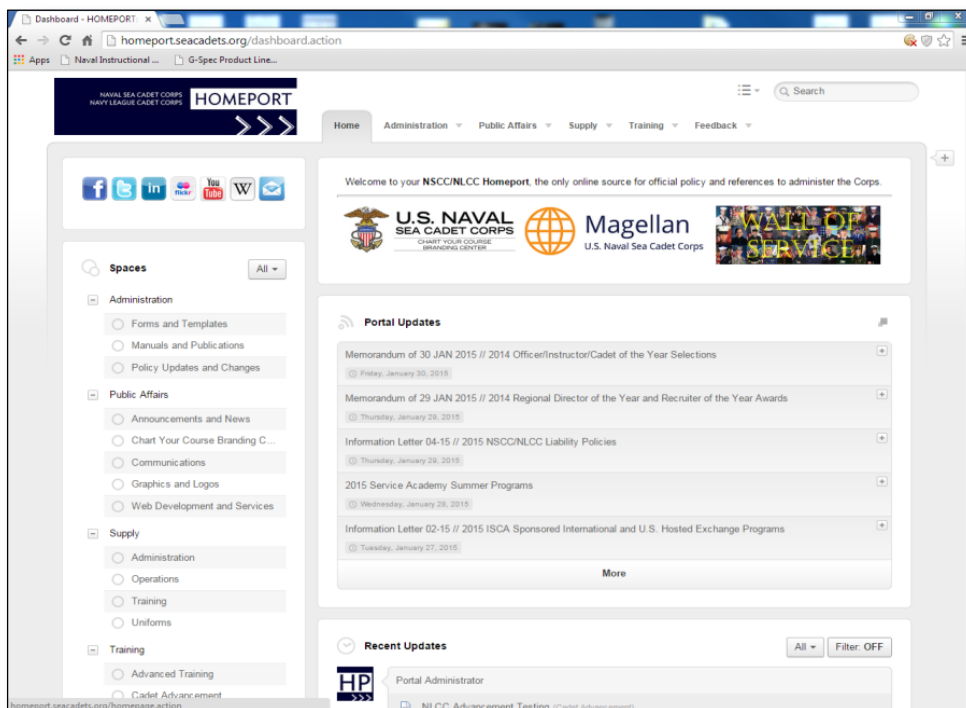 Dashboard - HOMEPORT:
homeport.seacadets.org/dashboard.action
Apps Naval Instructional ... G-Spec Product Line...
NAVAL SEA CADET CORPS
NAVY LEAGUE CADET CORPS
HOMEPORT
Search
Home Administration Public Affairs Supply Training Feedback
in flickr You Tube W
Welcome to your NSCC/NLCC Homeport, the only online source for official policy and references to administer the Corps.
U.S. NAVAL
SEA CADET CORPS
CHART YOUR COURSE
BRANDING CENTER
Magellan
U.S. Naval Sea Cadet Corps
WALL OF
SERVICE
Spaces All
Administration
Forms and Templates
Manuals and Publications
Policy Updates and Changes
Public Affairs
Announcements and News
Chart Your Course Branding C...
Communications
Graphics and Logos
Web Development and Services
Supply
Administration
Operations
Training
Uniforms
Training
Advanced Training
Cadet Advancement
homeport.seacadets.org/homepage.action
Portal Updates
Memorandum of 30 JAN 2015 // 2014 Officer/Instructor/Cadet of the Year Selections
Friday, January 30, 2015
Memorandum of 29 JAN 2015 // 2014 Regional Director of the Year and Recruiter of the Year Awards
Thursday, January 29, 2015
Information Letter 04-15 // 2015 NSCC/NLCC Liability Policies
Thursday, January 29, 2015
2015 Service Academy Summer Programs
Wednesday, January 28, 2015
Information Letter 02-15 // 2015 ISCA Sponsored International and U.S. Hosted Exchange Programs
Tuesday, January 27, 2015
More
Recent Updates All Filter: OFF
HP
Portal Administrator
NLCC Advancement Testing (Cadet Advancement)